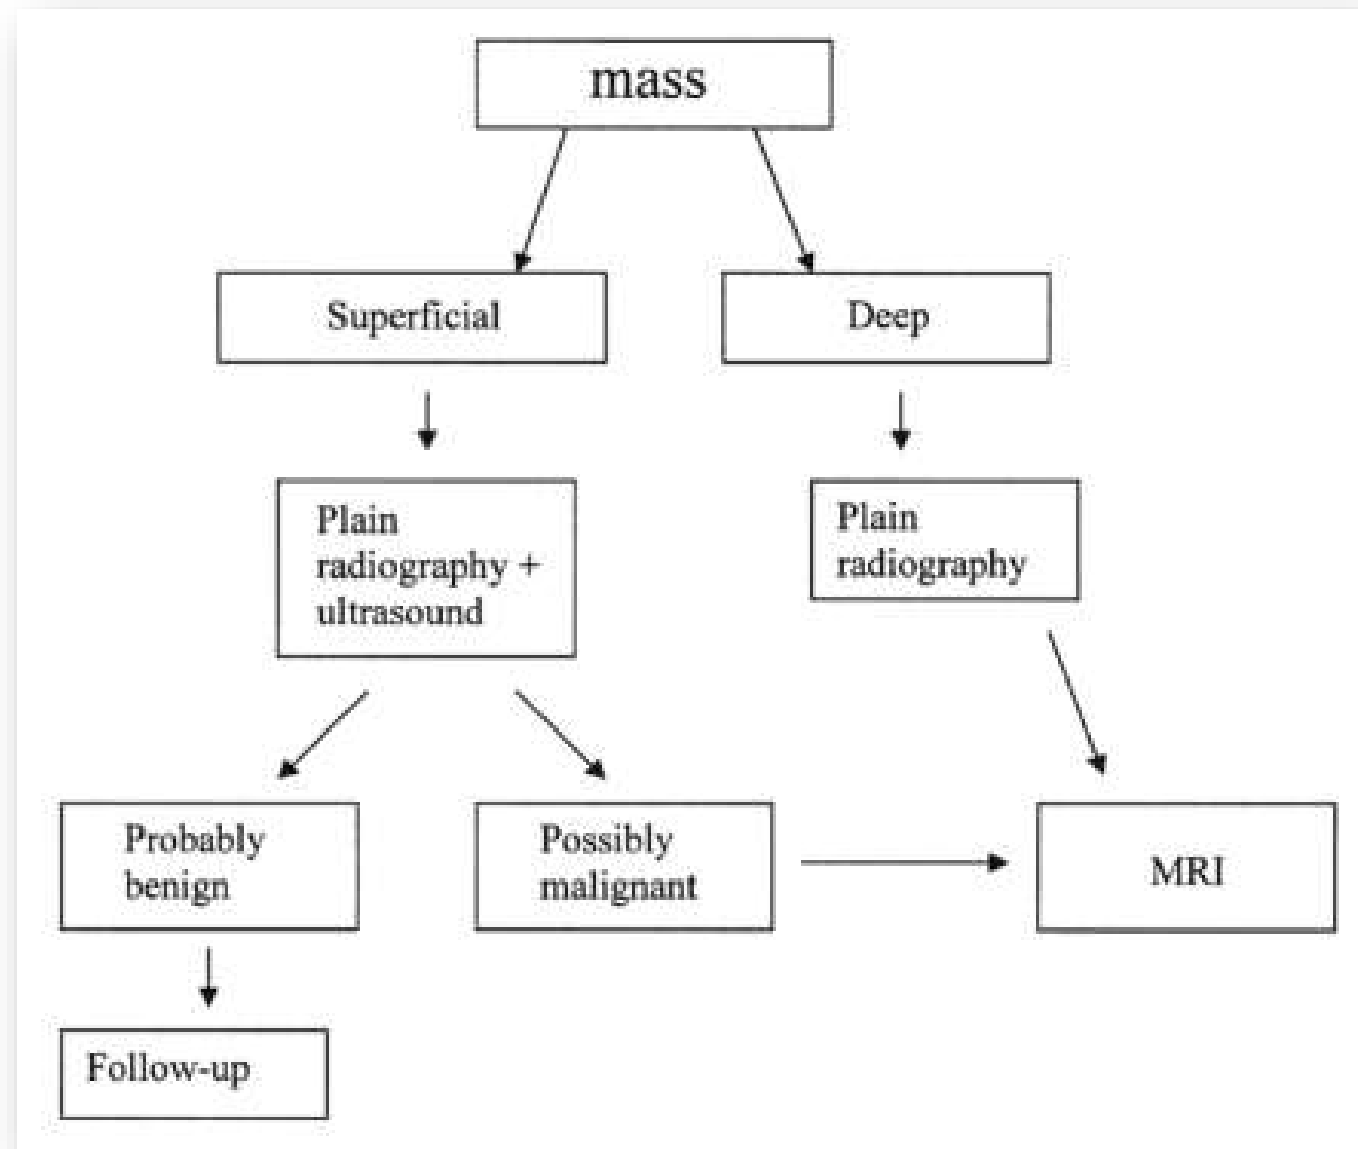 mass
Superficial
Deep
Plain
radiography +
ultrasound
Plain
radiography
Probably
benign
Possibly
malignant
MRI
Follow-up